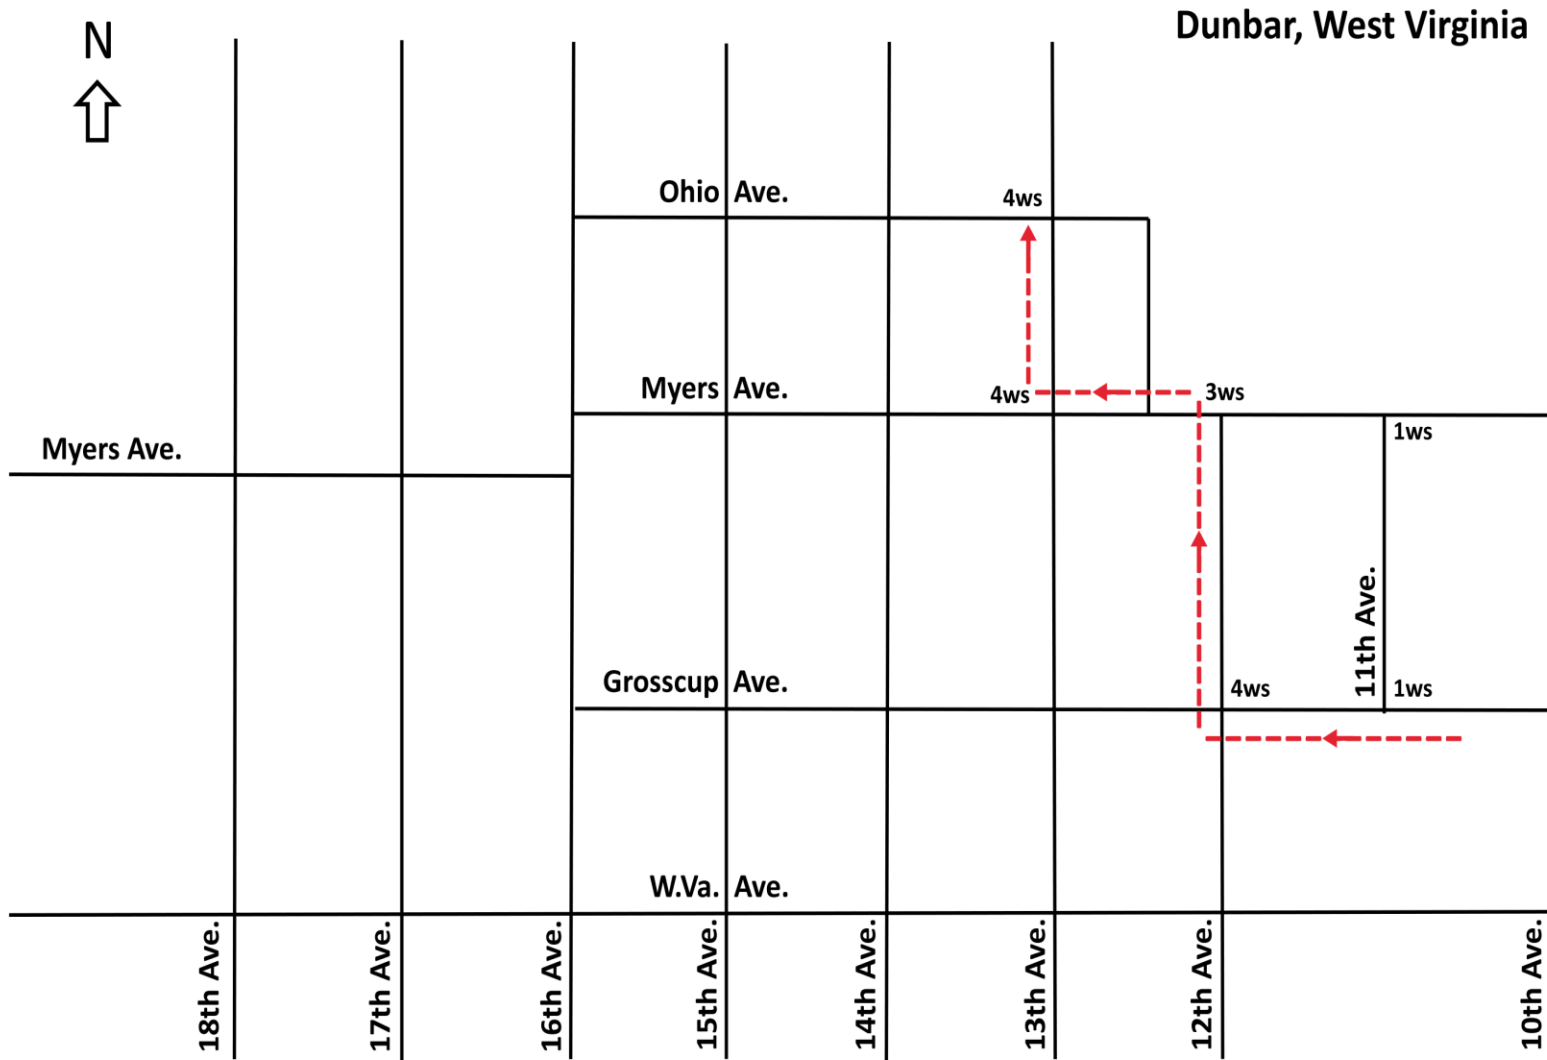 Dunbar, West Virginia
N
Ohio Ave.
4ws
Myers Ave.
4ws
3ws
1ws
Myers Ave.
11th Ave.
Grosscup Ave.
4ws
1ws
W.Va. Ave.
18th Ave.
17th Ave.
16th Ave.
15th Ave.
14th Ave.
13th Ave.
12th Ave.
10th Ave.